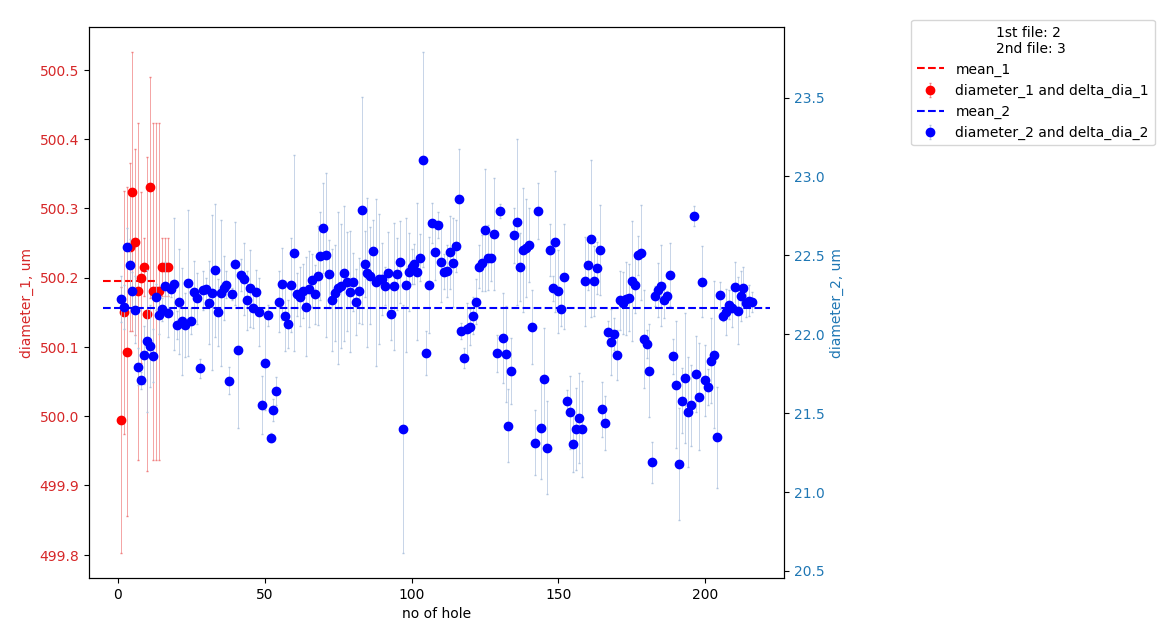 1st file: 2
2nd file: 3
mean_1
diameter_1 and delta_dia_1
mean_2
diameter_2 and delta_dia_2
500.5
500.4
500.3
500.2
500.1
500.0
499.9
499.8
diameter_1, um
23.5
23.0
22.5
22.0
21.5
21.0
20.5
diameter_2, um
0 50 100 150 200
no of hole